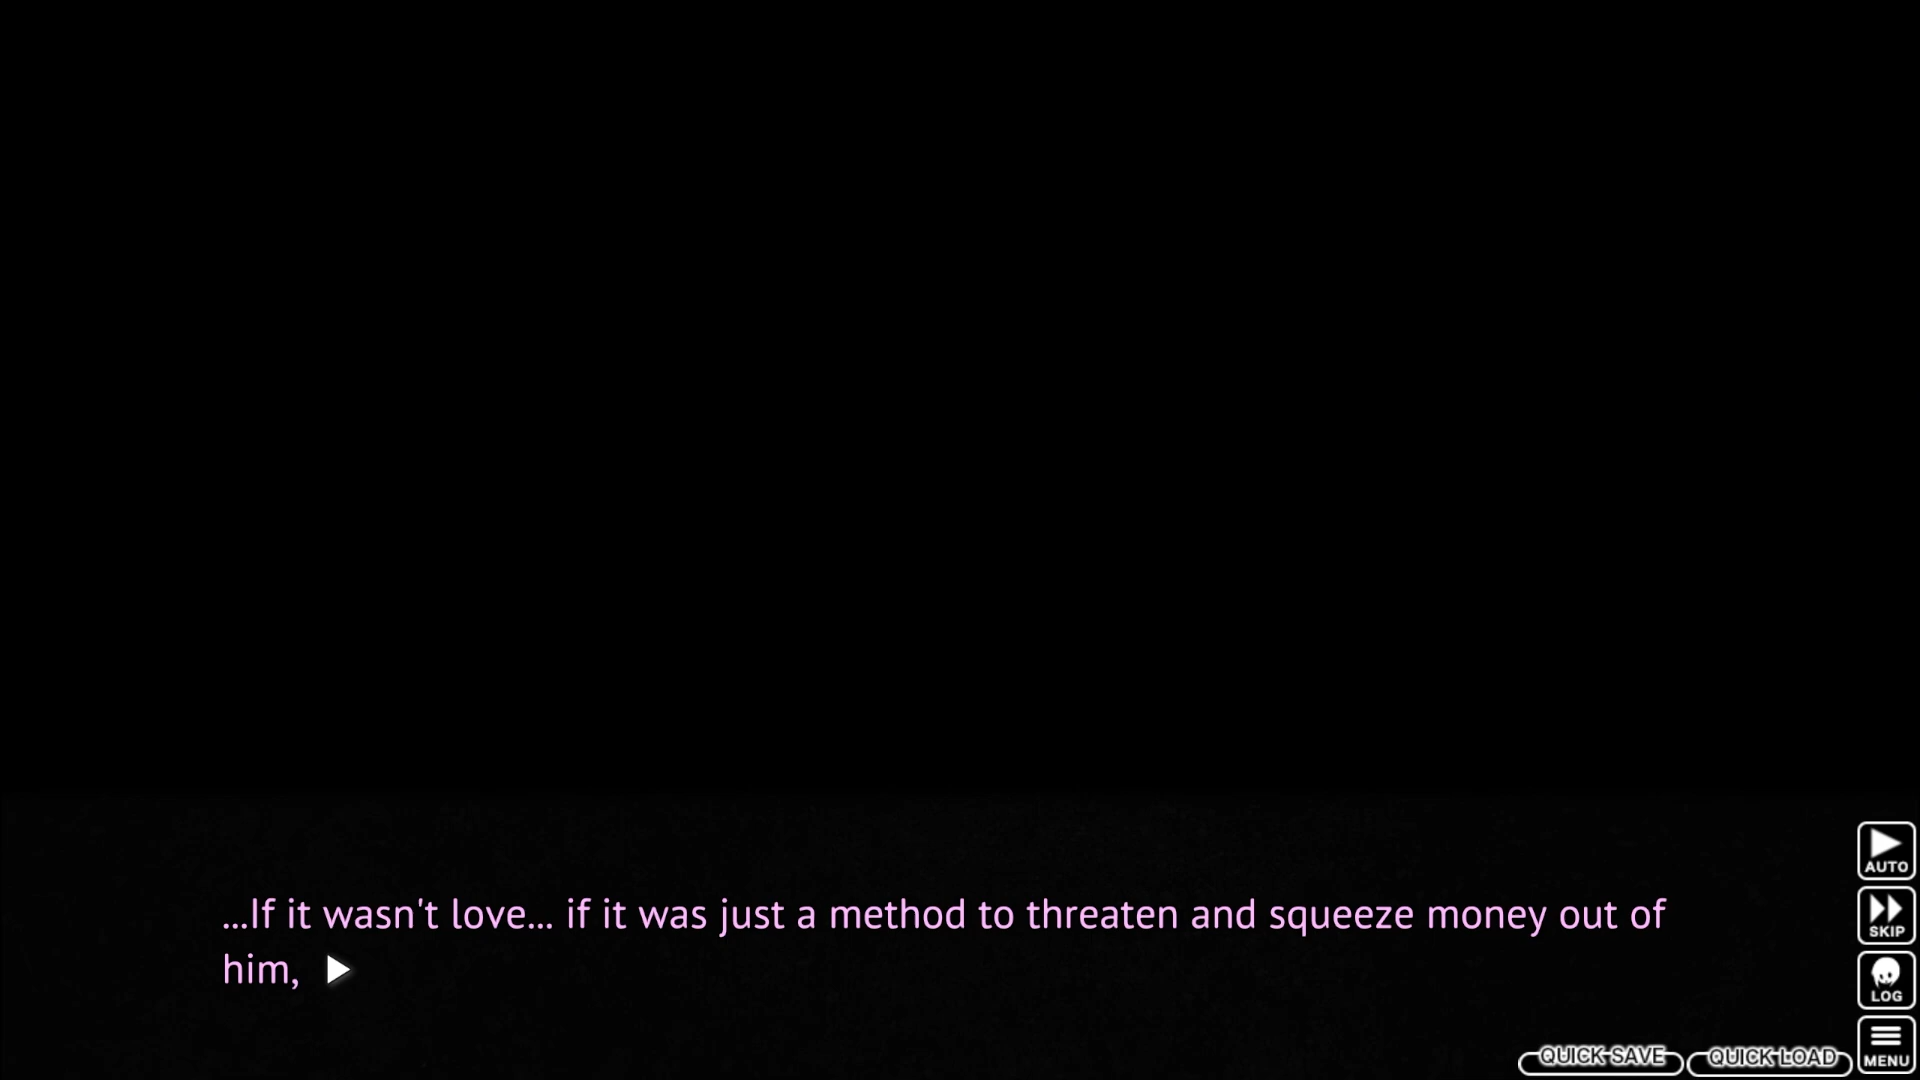 ...If it wasn't love... if it was just a method to threaten and squeeze money out of
him,
AUTO
SKIP
LOG
MENU
QUICK SAVE
QUICK LOAD